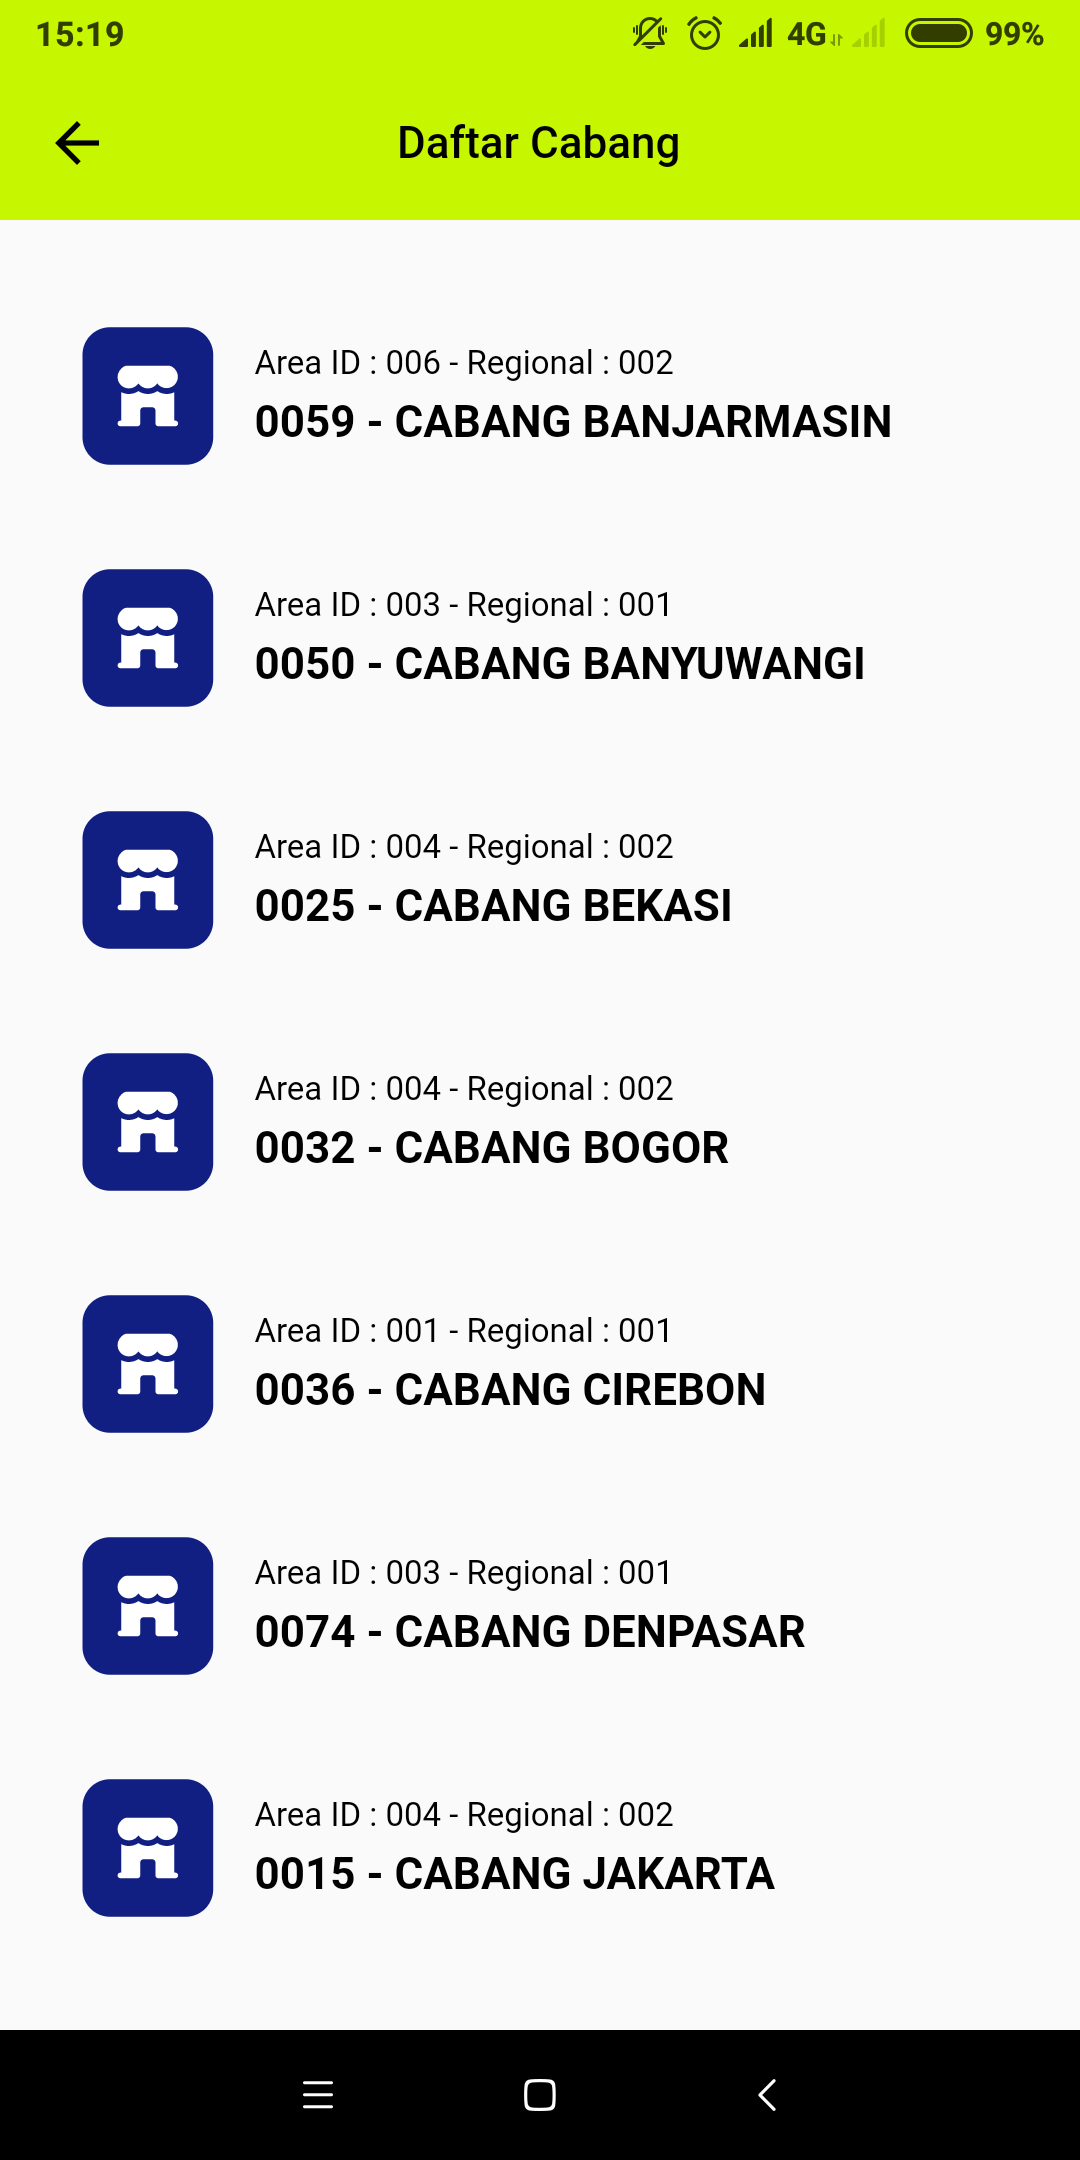 15:19
4G
99%
Daftar Cabang
Area ID : 006 - Regional : 002
0059 - CABANG BANJARMASIN
Area ID : 003 - Regional : 001
0050 - CABANG BANYUWANGI
Area ID : 004 - Regional : 002
0025 - CABANG BEKASI
Area ID : 004 - Regional : 002
0032 - CABANG BOGOR
Area ID : 001 - Regional : 001
0036 - CABANG CIREBON
Area ID : 003 - Regional : 001
0074 - CABANG DENPASAR
Area ID : 004 - Regional : 002
0015 - CABANG JAKARTA